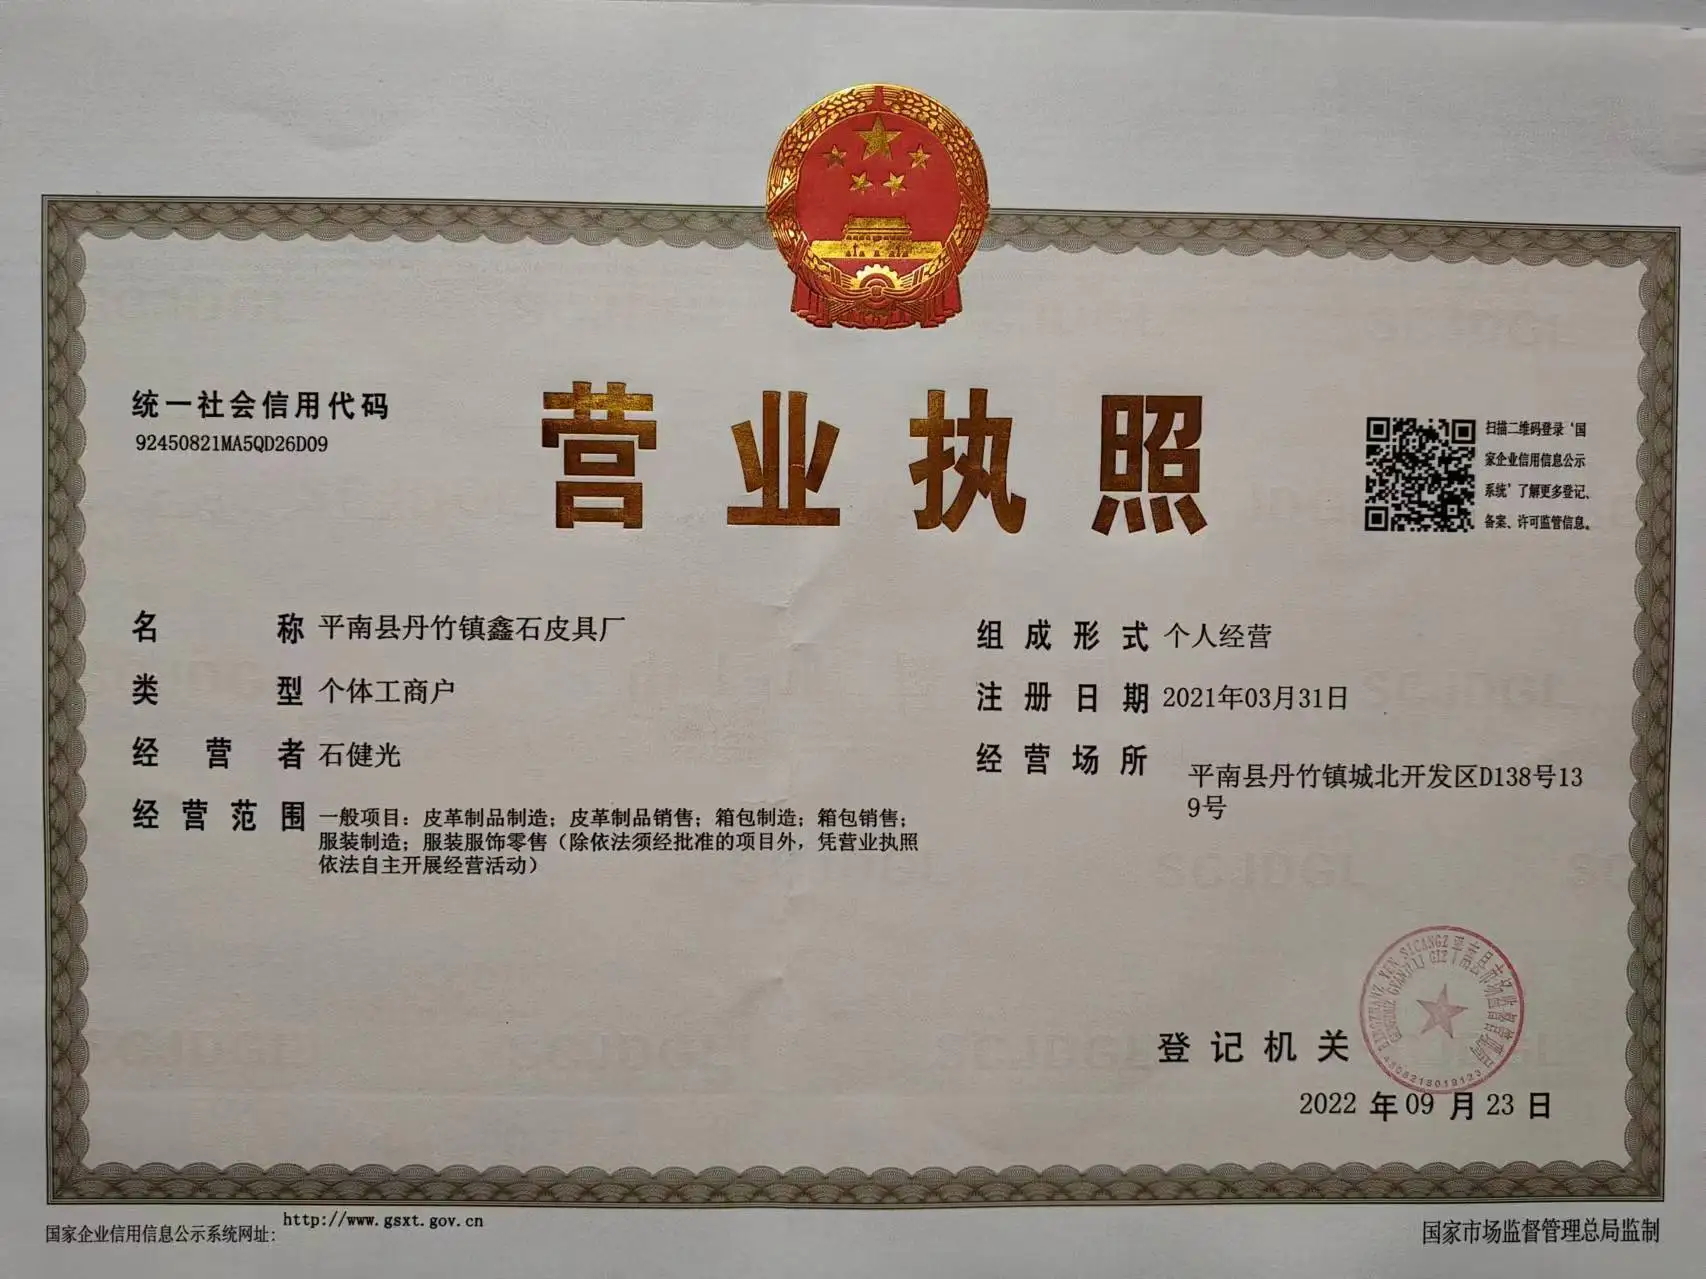 统一社会信用代码
92450821MA5QD26D09
营业执照
扫描二维码登录‘国
家企业信用信息公示
系统’了解更多登记、
备案、许可监管信息。
名称 平南县丹竹镇鑫石皮具厂
类型 个体工商户
经营者 石健光
经营范围 一般项目：皮革制品制造；皮革制品销售；箱包制造；箱包销售；
服装制造；服装服饰零售（除依法须经批准的项目外，凭营业执照
依法自主开展经营活动）
组成形式 个人经营
注册日期 2021年03月31日
经营场所 平南县丹竹镇城北开发区D138号13
9号
登记机关
平南县市场监督管理局
4508218019123
2022 年 09 月 23 日
国家企业信用信息公示系统网址：
http://www.gsxt.gov.cn
国家市场监督管理总局监制